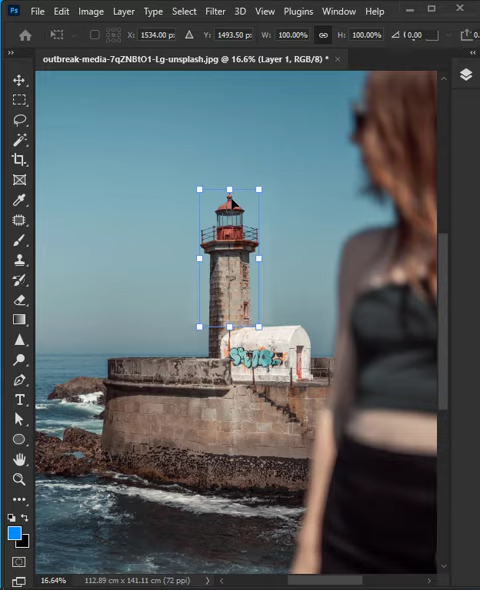 Ps File Edit Image Layer Type Select Filter 3D View Plugins Window Help
X: 1534.00 px Y: 1493.50 px W: 100.00% H: 100.00% 0.00
outbreak-media-7qZNBtO1-Lg-unsplash.jpg @ 16.6% (Layer 1, RGB/8) * ×
16.64% 112.89 cm x 141.11 cm (72 ppi)